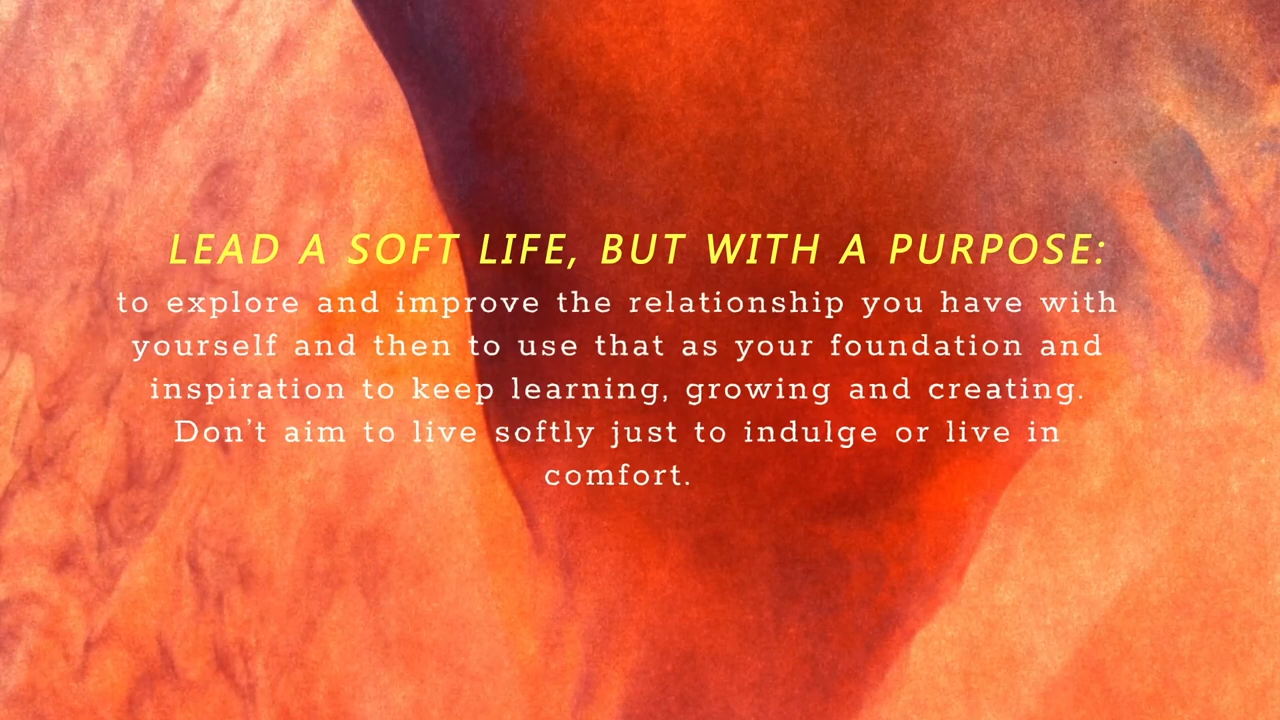 LEAD A SOFT LIFE, BUT WITH A PURPOSE:
to explore and improve the relationship you have with
yourself and then to use that as your foundation and
inspiration to keep learning, growing and creating.
Don't aim to live softly just to indulge or live in
comfort.